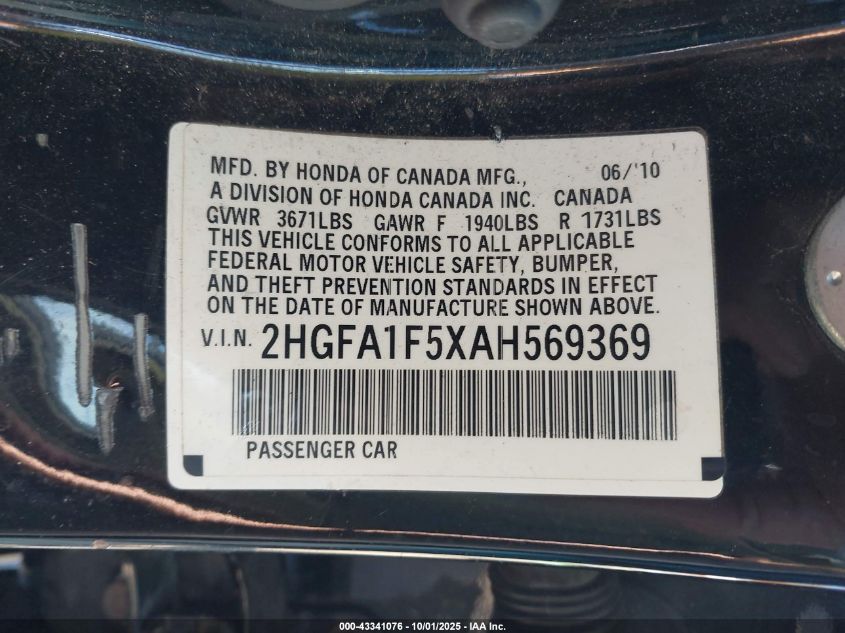 MFD. BY HONDA OF CANADA MFG., 06/'10
A DIVISION OF HONDA CANADA INC. CANADA
GVWR 3671LBS GAWR F 1940LBS R 1731LBS
THIS VEHICLE CONFORMS TO ALL APPLICABLE
FEDERAL MOTOR VEHICLE SAFETY, BUMPER,
AND THEFT PREVENTION STANDARDS IN EFFECT
ON THE DATE OF MANUFACTURE SHOWN ABOVE.
V.I.N. 2HGFA1F5XAH569369
PASSENGER CAR
000-43341076 - 10/01/2025 - IAA Inc.